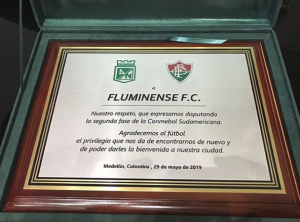 A:
FLUMINENSE F.C.
Nuestro respeto, que expresamos disputando
la segunda fase de la Conmebol Sudamericana.
Agradecemos al fútbol
el privilegio que nos da de encontrarnos de nuevo y
de poder darles la bienvenida a nuestra ciudad.
Medellín, Colombia, 29 de mayo de 2019